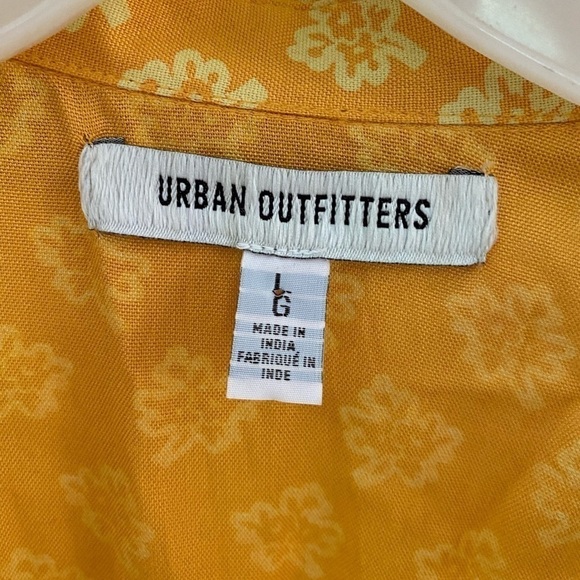 URBAN OUTFITTERS
L
G
MADE IN
INDIA
FABRIQUÉ IN
INDE